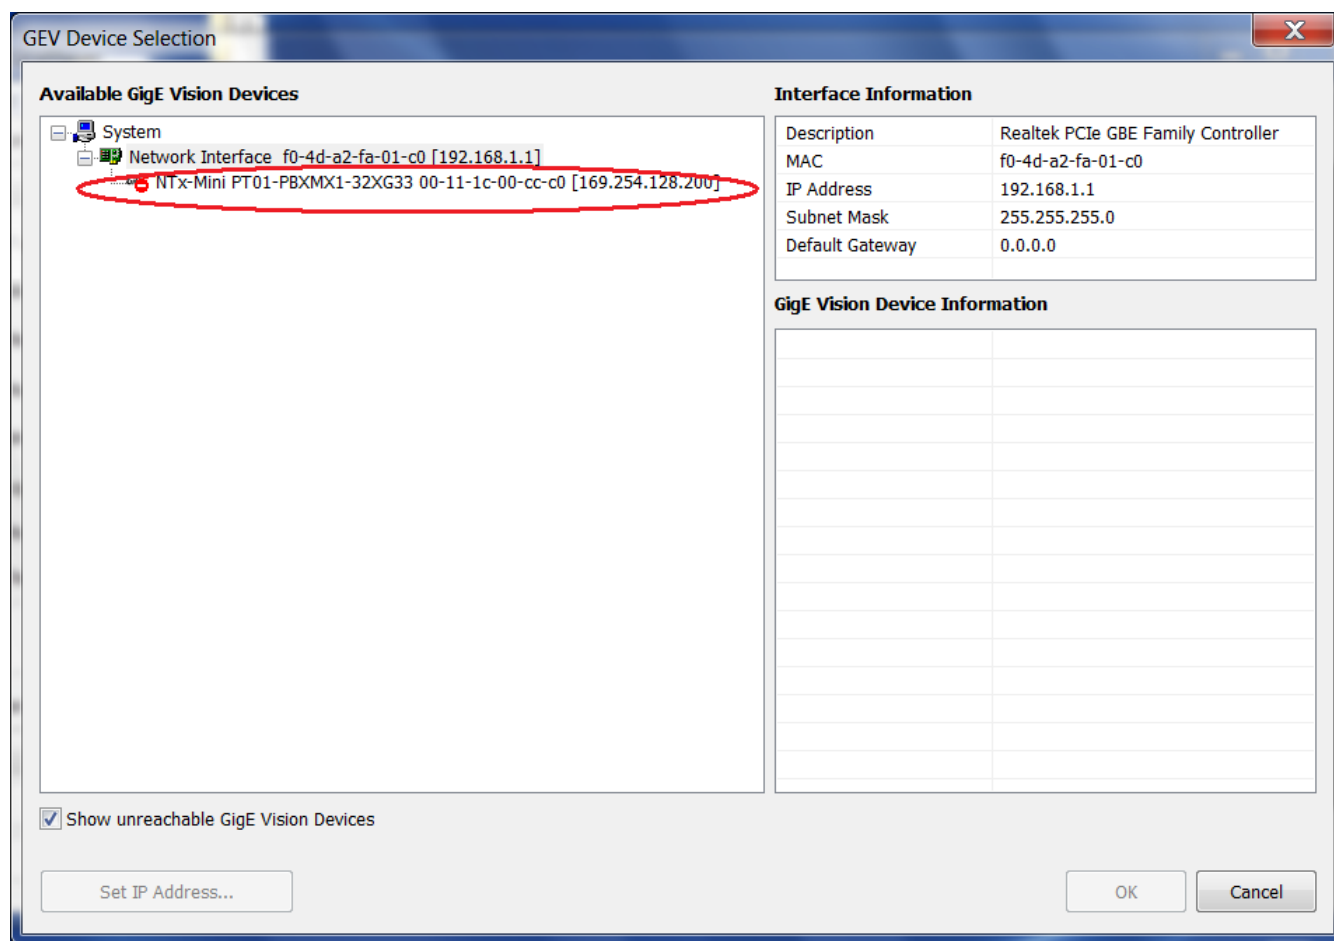 GEV Device Selection
Available GigE Vision Devices
System
Network Interface f0-4d-a2-fa-01-c0 [192.168.1.1]
NTx-Mini PT01-PBXMX1-32XG33 00-11-1c-00-cc-c0 [169.254.128.200]
Show unreachable GigE Vision Devices
Set IP Address...
Interface Information
Description Realtek PCIe GBE Family Controller
MAC f0-4d-a2-fa-01-c0
IP Address 192.168.1.1
Subnet Mask 255.255.255.0
Default Gateway 0.0.0.0
GigE Vision Device Information
OK Cancel